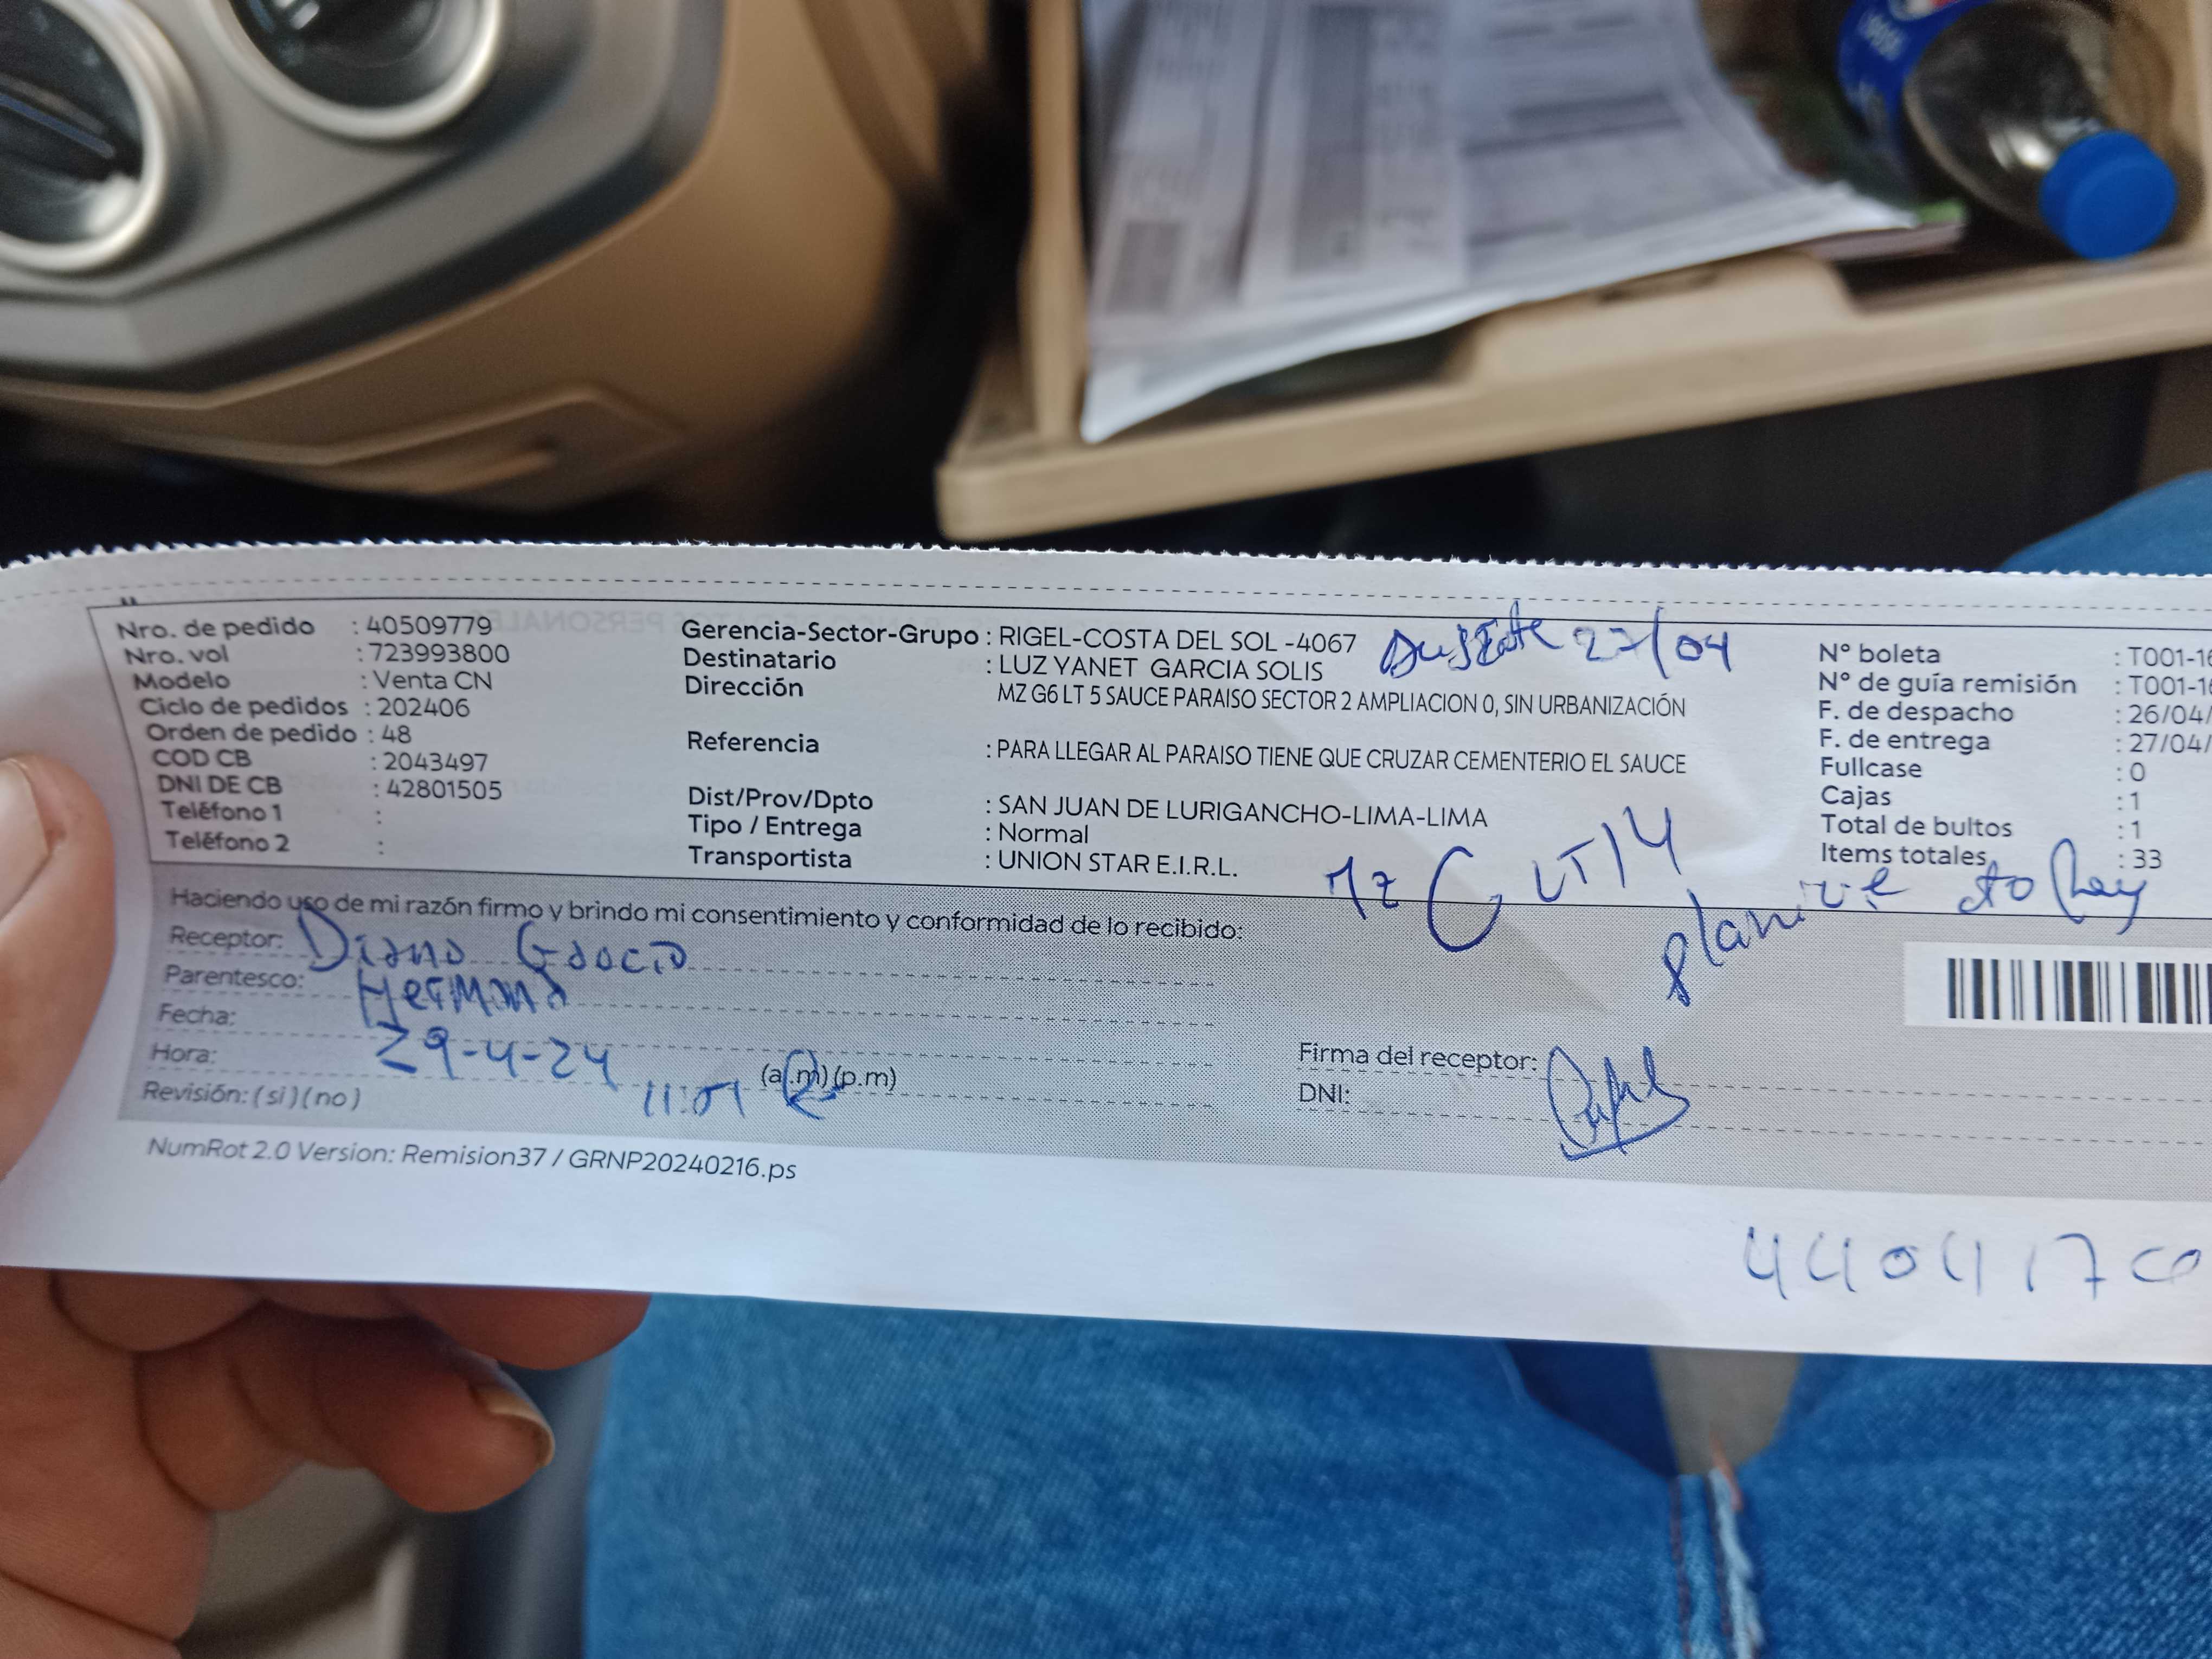 Nro. de pedido : 40509779
Nro. vol : 723993800
Modelo : Venta CN
Ciclo de pedidos : 202406
Orden de pedido : 48
COD CB : 2043497
DNI DE CB : 42801505
Teléfono 1 :
Teléfono 2 :
Gerencia-Sector-Grupo : RIGEL-COSTA DEL SOL -4067
22/04
Destinatario : LUZ YANET GARCIA SOLIS
Dirección MZ G6 LT 5 SAUCE PARAISO SECTOR 2 AMPLIACION 0, SIN URBANIZACIÓN
Referencia : PARA LLEGAR AL PARAISO TIENE QUE CRUZAR CEMENTERIO EL SAUCE
Dist/Prov/Dpto : SAN JUAN DE LURIGANCHO-LIMA-LIMA
Tipo / Entrega : Normal
Transportista : UNION STAR E.I.R.L.
N° boleta : T001-16
N° de guía remisión : T001-16
F. de despacho : 26/04/
F. de entrega : 27/04/
Fullcase : 0
Cajas : 1
Total de bultos : 1
Items totales : 33
Mz C LT 14
Haciendo uso de mi razón firmo y brindo mi consentimiento y conformidad de lo recibido:
Receptor: Diana
Parentesco: Hermana
Fecha: 29-4-24
Hora: 11:01 (a.m) (p.m)
Revisión: (si) (no)
Firma del receptor:
DNI:
NumRot 2.0 Version: Remision37 / GRNP20240216.ps